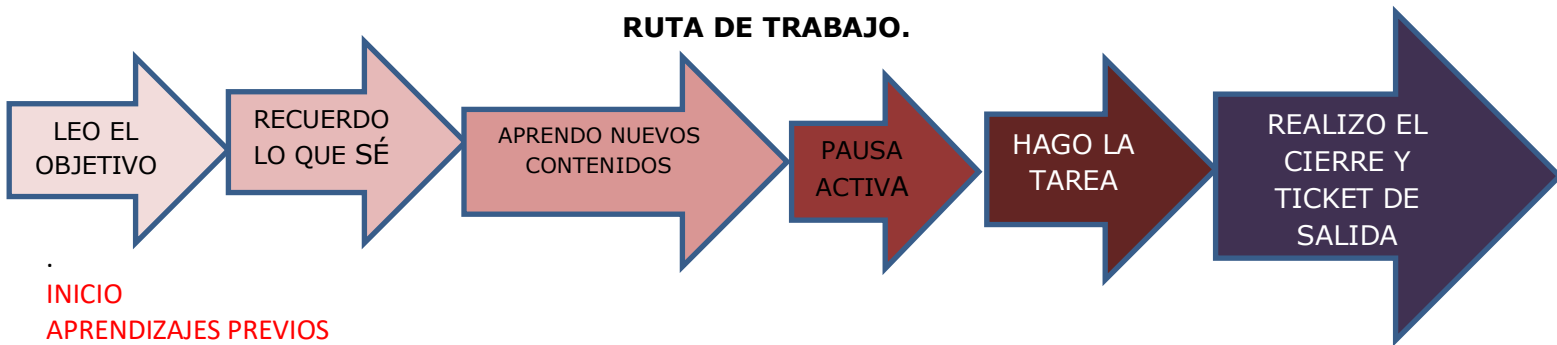 RUTA DE TRABAJO.
LEO EL
OBJETIVO
RECUERDO
LO QUE SÉ
APRENDO NUEVOS
CONTENIDOS
PAUSA
ACTIVA
HAGO LA
TAREA
REALIZO EL
CIERRE Y
TICKET DE
SALIDA
.
INICIO
APRENDIZAJES PREVIOS